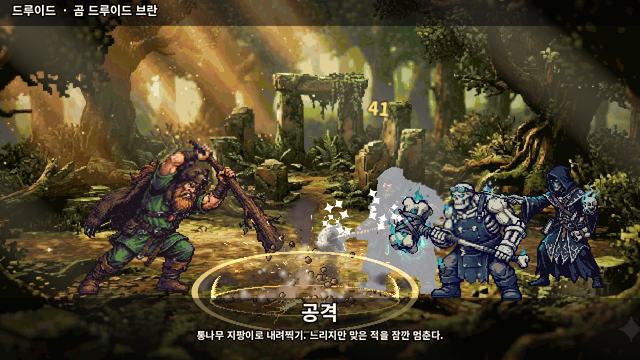 드루이드 · 곰 드루이드 브란
41
공격
통나무 지팡이로 내려찍기. 느리지만 맞은 적을 잠깐 멈춘다.